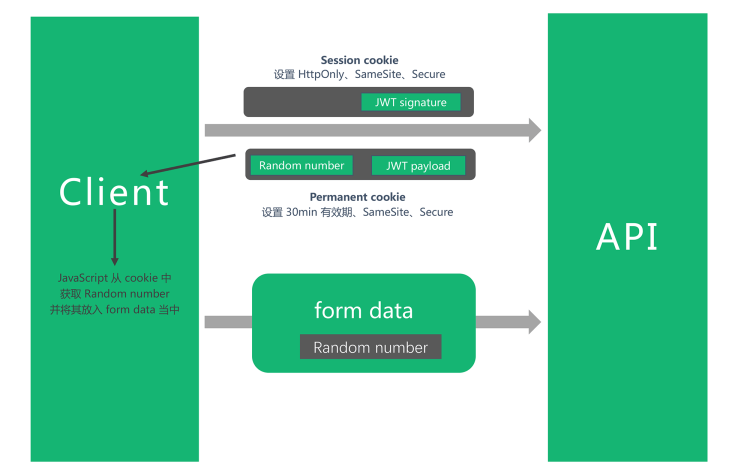 Session cookie
设置 HttpOnly、SameSite、Secure
JWT signature
Random number
JWT payload
Permanent cookie
设置 30min 有效期、SameSite、Secure
Client
API
JavaScript 从 cookie 中
获取 Random number
并将其放入 form data 当中
form data
Random number